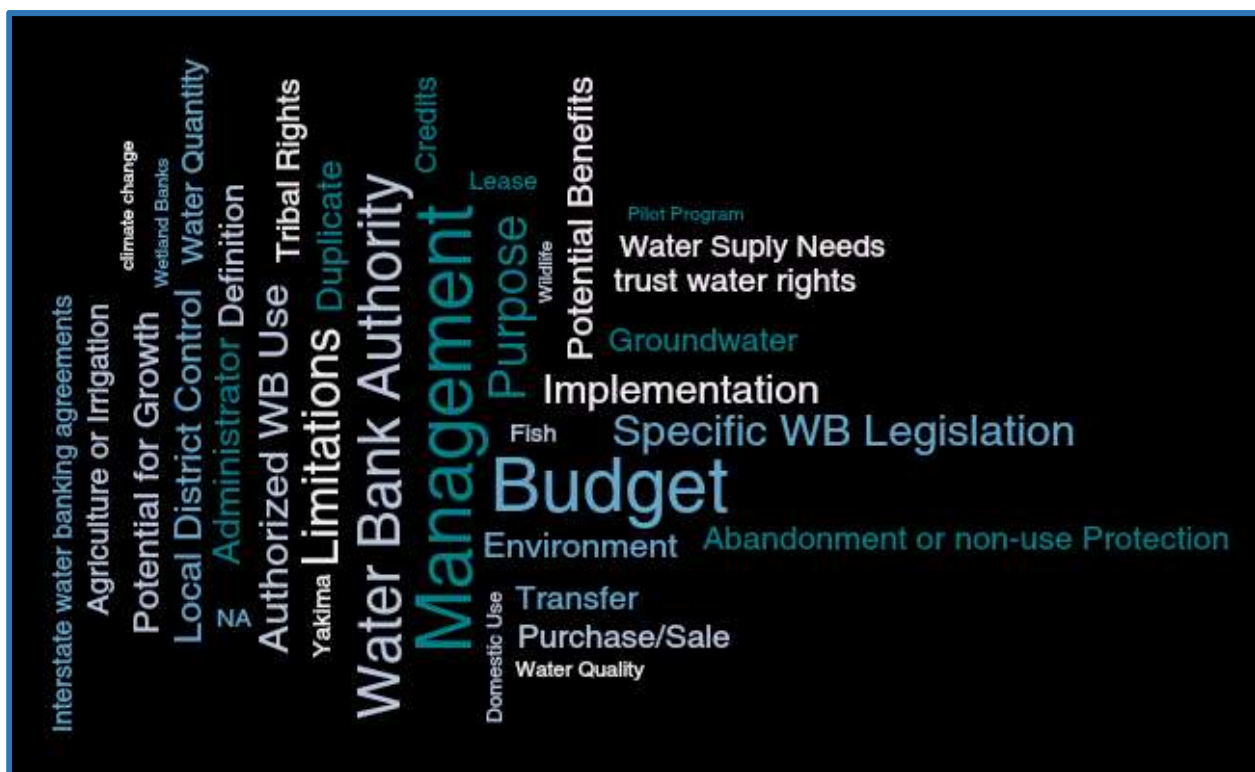 Interstate water banking agreements
Agriculture or Irrigation
climate change
Potential for Growth
Wetland Banks
Local District Control
Water Quantity
Administrator
Definition
NA
Authorized WB Use
Tribal Rights
Yakima
Limitations
Duplicate
Water Bank Authority
Credits
Management
Lease
Purpose
Wildlife
Potential Benefits
Pilot Program
Water Suply Needs
trust water rights
Groundwater
Implementation
Fish
Specific WB Legislation
Budget
Environment
Abandonment or non-use Protection
Domestic Use
Transfer
Purchase/Sale
Water Quality